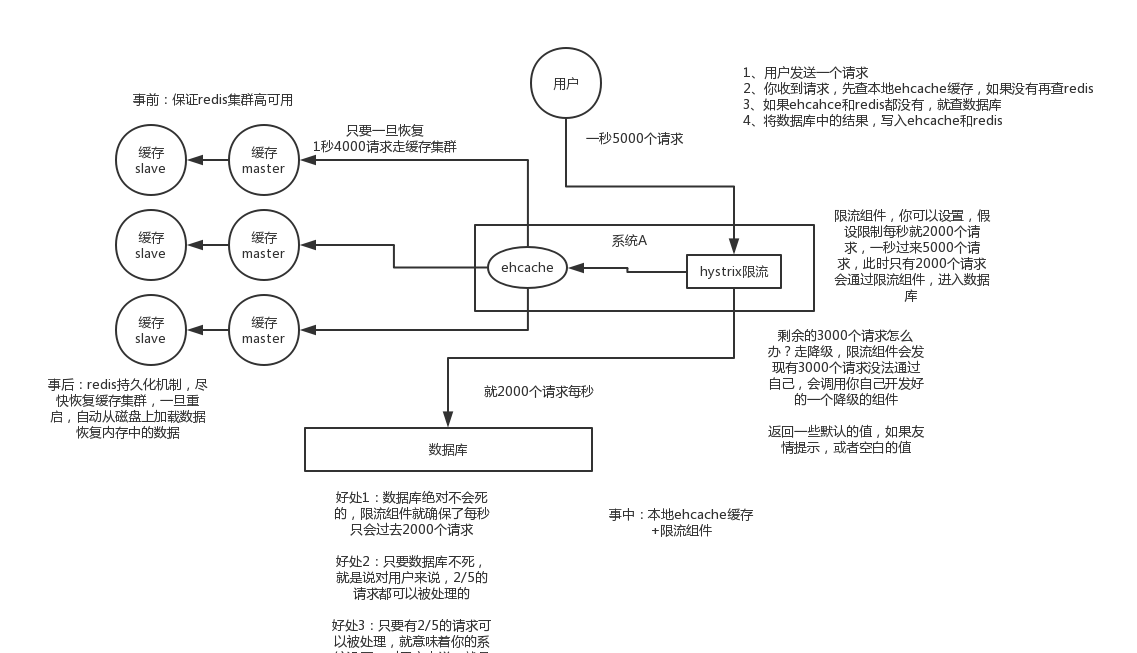 用户
1、用户发送一个请求
2、你收到请求，先查本地ehcache缓存，如果没有再查redis
3、如果ehcahce和redis都没有，就查数据库
4、将数据库中的结果，写入ehcache和redis
事前：保证redis集群高可用
只要一旦恢复
1秒4000请求走缓存集群
一秒5000个请求
缓存
slave
缓存
master
缓存
slave
缓存
master
缓存
slave
缓存
master
系统A
ehcache
hystrix限流
限流组件，你可以设置，假
设限制每秒就2000个请
求，一秒过来5000个请
求，此时只有2000个请求
会通过限流组件，进入数据
库
剩余的3000个请求怎么
办？走降级，限流组件会发
现有3000个请求没法通过
自己，会调用你自己开发好
的一个降级的组件
返回一些默认的值，如果友
情提示，或者空白的值
事后：redis持久化机制，尽
快恢复缓存集群，一旦重
启，自动从磁盘上加载数据
恢复内存中的数据
就2000个请求每秒
数据库
好处1：数据库绝对不会死
的，限流组件就确保了每秒
只会过去2000个请求
好处2：只要数据库不死，
就是说对用户来说，2/5的
请求都可以被处理的
好处3：只要有2/5的请求可
以被处理，就意味着你的系
事中：本地ehcache缓存
+限流组件